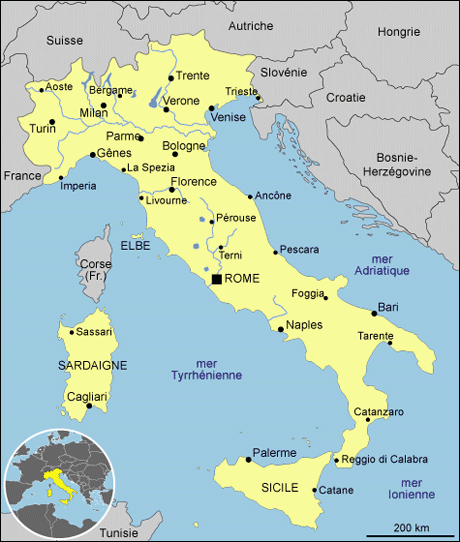 Hongrie
Autriche
Suisse
Slovénie
Croatie
Bosnie-
Herzégovine
France
Aoste
Bergame
Trente
Trieste
Milan
Vérone
Venise
Turin
Parme
Bologne
Gênes
La Spezia
Imperia
Florence
Livourne
Ancône
Pérouse
ELBE
Terni
Pescara
mer
Adriatique
Corse
(Fr.)
ROME
Foggia
Bari
Naples
Tarente
Sassari
SARDAIGNE
mer
Tyrrhénienne
Cagliari
Catanzaro
Palerme
Reggio di Calabra
SICILE
Catane
mer
Ionienne
Tunisie
200 km